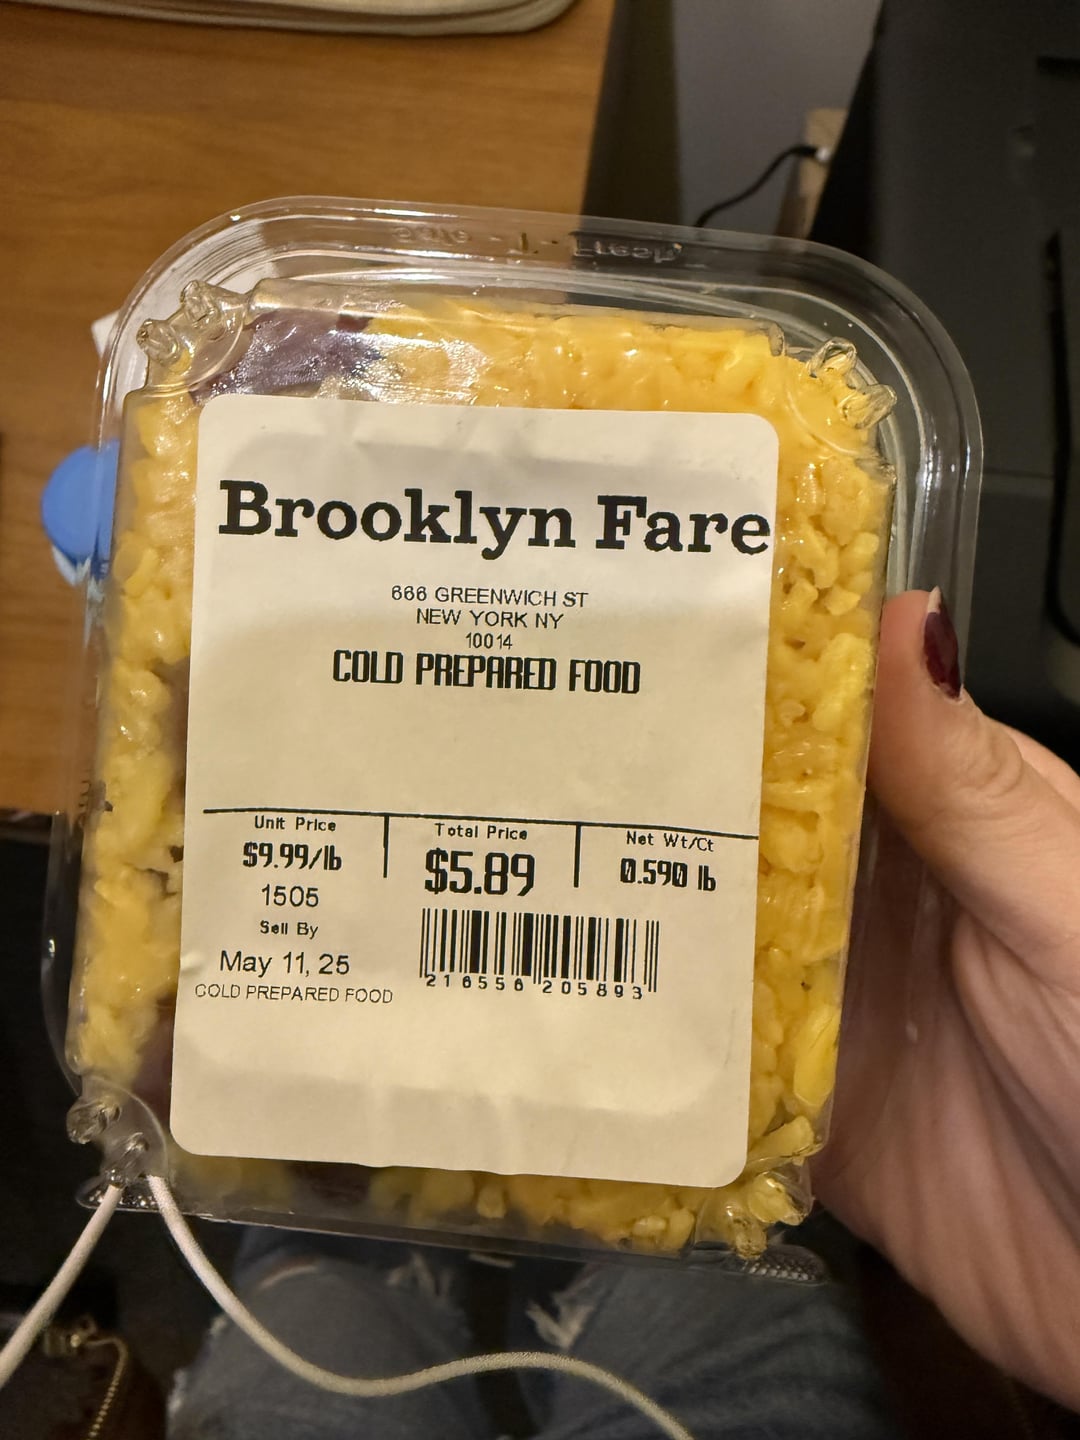 Brooklyn Fare
666 GREENWICH ST
NEW YORK NY
10014
COLD PREPARED FOOD
Unit Price
$9.99/lb
Total Price
$5.89
Net Wt/Ct
0.590 lb
1505
Sell By
May 11, 25
COLD PREPARED FOOD
216556 205893